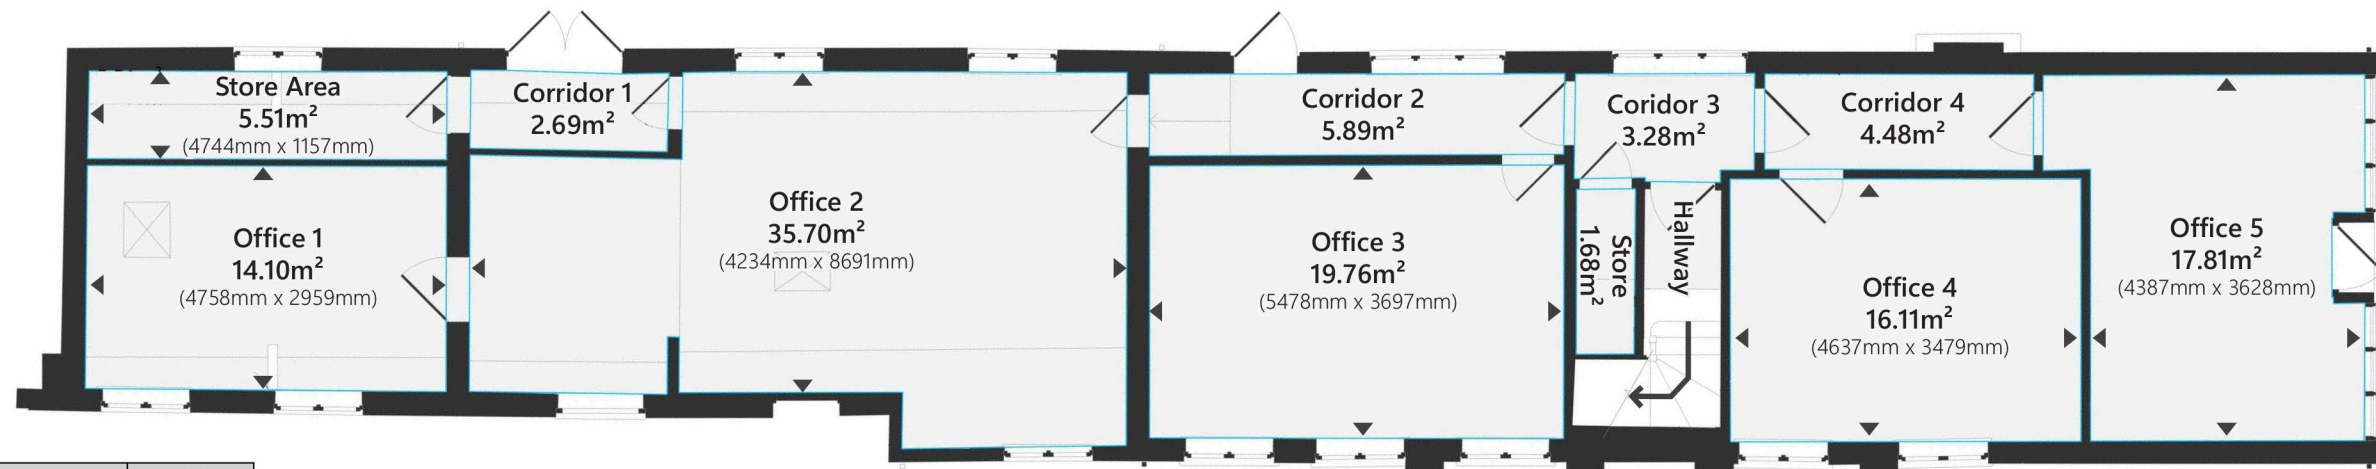 Store Area
5.51m²
(4744mm x 1157mm)
Corridor 1
2.69m²
Office 1
14.10m²
(4758mm x 2959mm)
Office 2
35.70m²
(4234mm x 8691mm)
Corridor 2
5.89m²
Office 3
19.76m²
(5478mm x 3697mm)
Coridor 3
3.28m²
Store
1.68m²
Hallway
Corridor 4
4.48m²
Office 4
16.11m²
(4637mm x 3479mm)
Office 5
17.81m²
(4387mm x 3628mm)